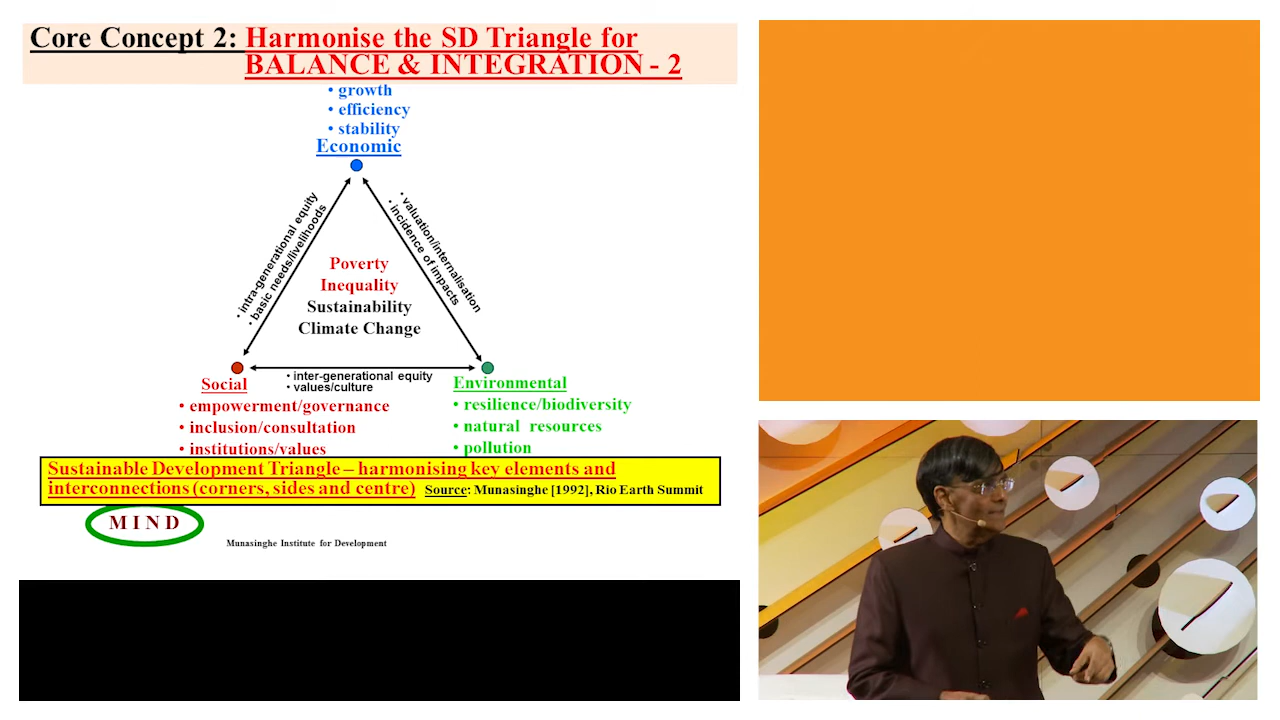 Core Concept 2: Harmonise the SD Triangle for
BALANCE & INTEGRATION - 2
• growth
• efficiency
• stability
Economic
• intra-generational equity
• basic needs/livelihoods
• valuation/internalisation
• incidence of impacts
Poverty
Inequality
Sustainability
Climate Change
• inter-generational equity
• values/culture
Social
• empowerment/governance
• inclusion/consultation
• institutions/values
Environmental
• resilience/biodiversity
• natural resources
• pollution
Sustainable Development Triangle – harmonising key elements and
interconnections (corners, sides and centre) Source: Munasinghe [1992], Rio Earth Summit
M I N D
Munasinghe Institute for Development